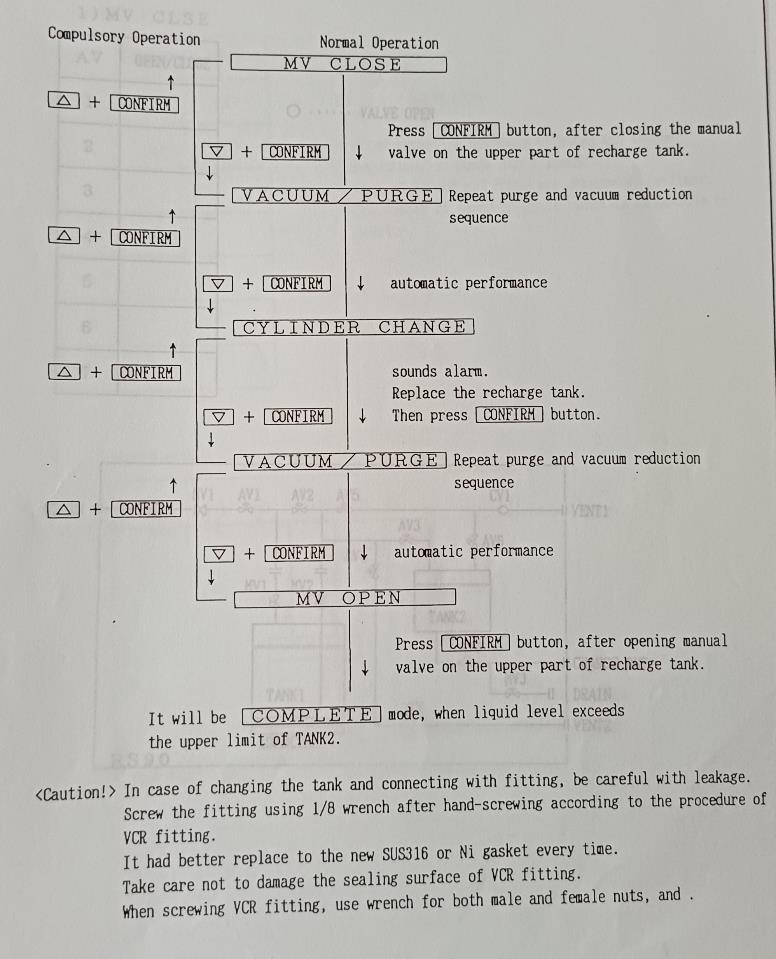 Compulsory Operation
Normal Operation
MV CLOSE
↑
△ + CONFIRM
Press CONFIRM button, after closing the manual
▽ + CONFIRM ↓ valve on the upper part of recharge tank.
↓
VACUUM / PURGE Repeat purge and vacuum reduction
↑ sequence
△ + CONFIRM
▽ + CONFIRM ↓ automatic performance
↓
CYLINDER CHANGE
↑
△ + CONFIRM sounds alarm.
Replace the recharge tank.
▽ + CONFIRM ↓ Then press CONFIRM button.
↓
VACUUM / PURGE Repeat purge and vacuum reduction
↑ sequence
△ + CONFIRM
▽ + CONFIRM ↓ automatic performance
↓
MV OPEN
Press CONFIRM button, after opening manual
↓ valve on the upper part of recharge tank.
It will be COMPLETE mode, when liquid level exceeds
the upper limit of TANK2.
<Caution!> In case of changing the tank and connecting with fitting, be careful with leakage.
Screw the fitting using 1/8 wrench after hand-screwing according to the procedure of
VCR fitting.
It had better replace to the new SUS316 or Ni gasket every time.
Take care not to damage the sealing surface of VCR fitting.
When screwing VCR fitting, use wrench for both male and female nuts, and .